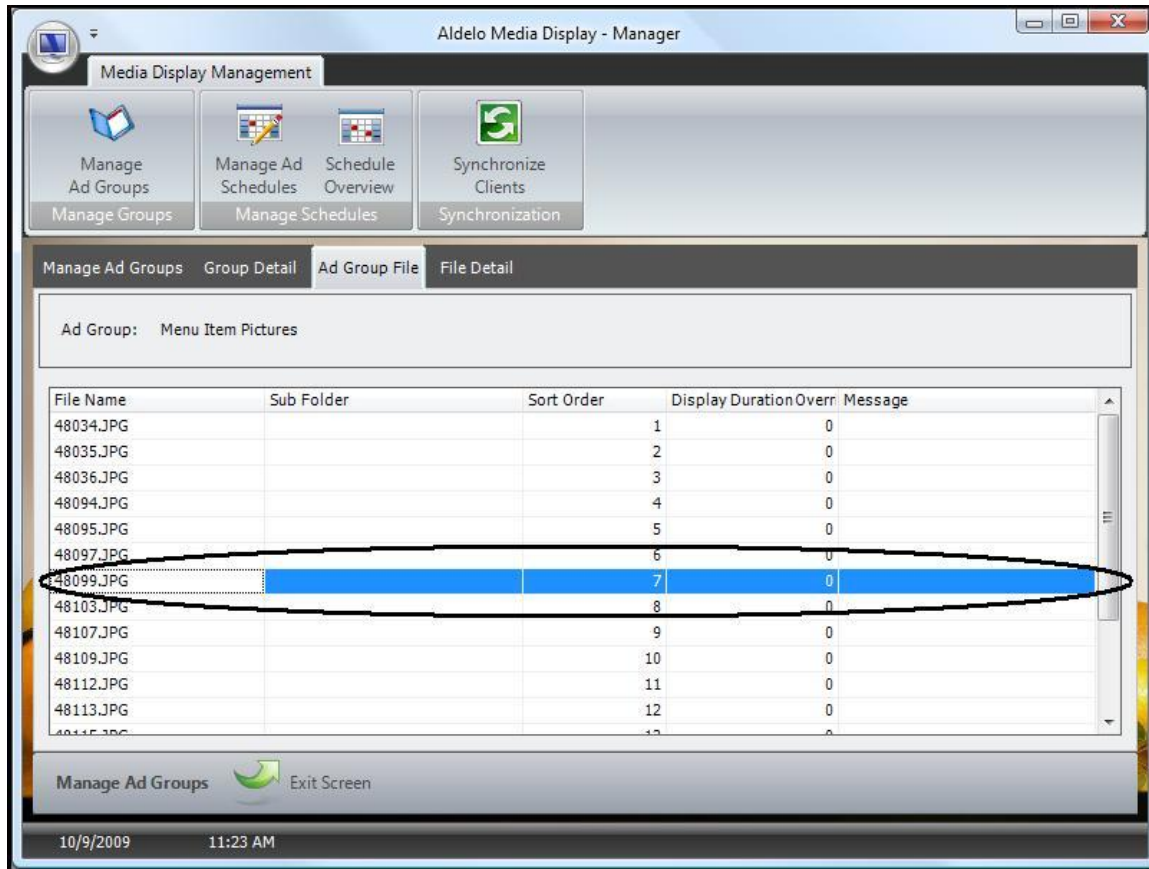 Aldelo Media Display - Manager
Media Display Management
Manage Ad Groups
Manage Ad Schedules
Schedule Overview
Synchronize Clients
Manage Groups
Manage Schedules
Synchronization
Manage Ad Groups Group Detail Ad Group File File Detail
Ad Group: Menu Item Pictures
File Name Sub Folder Sort Order Display Duration Overr Message
48034.JPG 1 0
48035.JPG 2 0
48036.JPG 3 0
48094.JPG 4 0
48095.JPG 5 0
48097.JPG 6 0
48099.JPG 7 0
48103.JPG 8 0
48107.JPG 9 0
48109.JPG 10 0
48112.JPG 11 0
48113.JPG 12 0
Manage Ad Groups Exit Screen
10/9/2009 11:23 AM